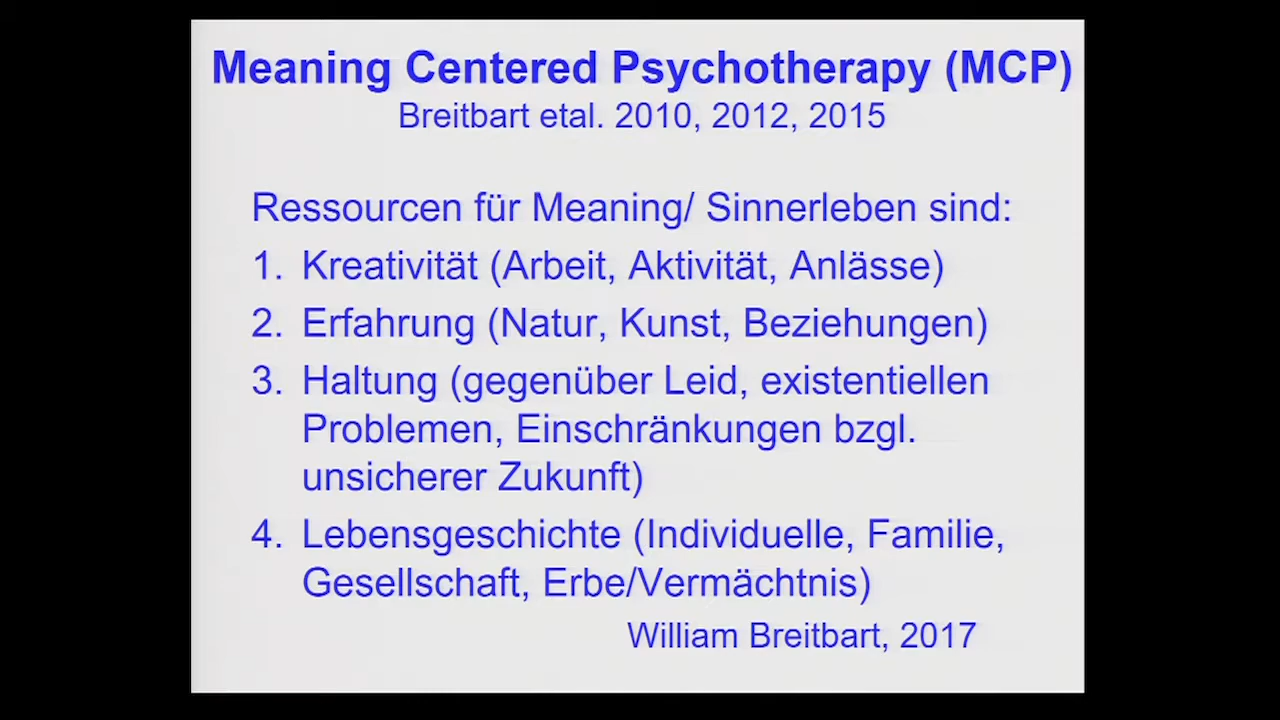 Meaning Centered Psychotherapy (MCP)
Breitbart etal. 2010, 2012, 2015
Ressourcen für Meaning/ Sinnerleben sind:
1. Kreativität (Arbeit, Aktivität, Anlässe)
2. Erfahrung (Natur, Kunst, Beziehungen)
3. Haltung (gegenüber Leid, existentiellen
Problemen, Einschränkungen bzgl.
unsicherer Zukunft)
4. Lebensgeschichte (Individuelle, Familie,
Gesellschaft, Erbe/Vermächtnis)
William Breitbart, 2017